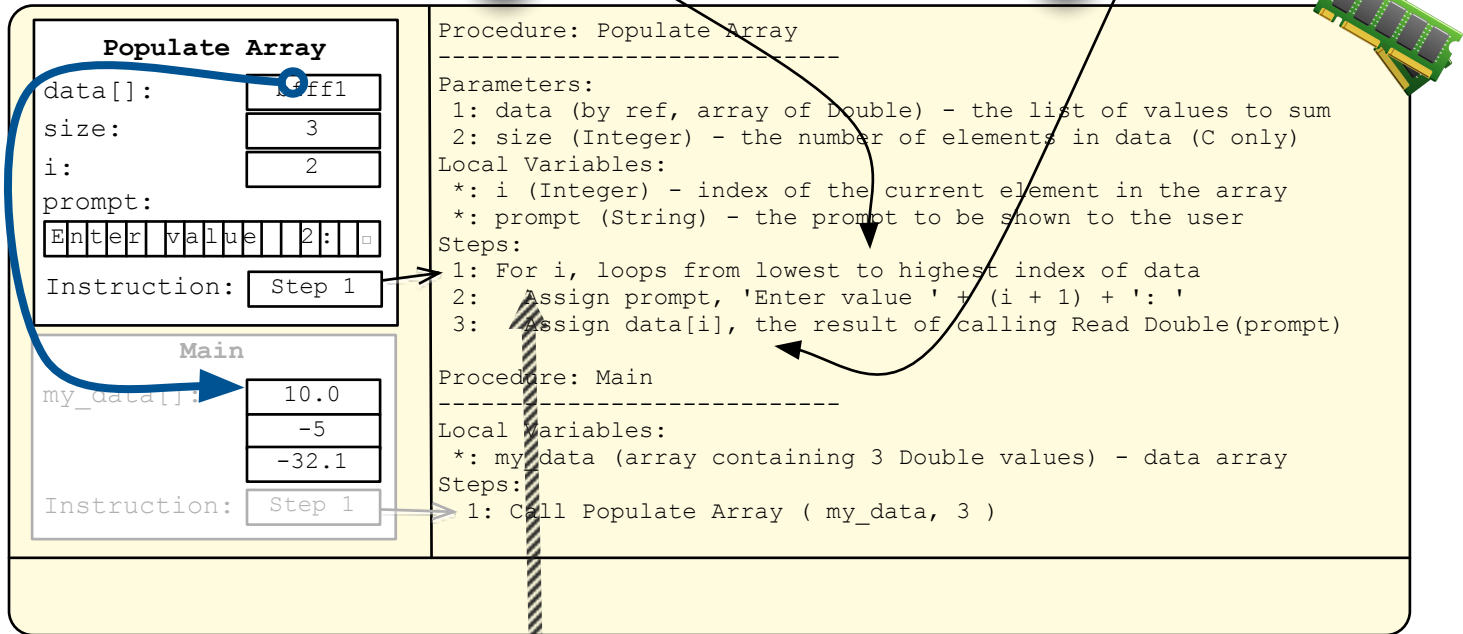 Populate Array
data[]:
size: 3
i: 2
prompt:
Enter value 2:
Instruction: Step 1
Main
my_data[]: 10.0
-5
-32.1
Instruction: Step 1
Procedure: Populate Array
----------------------------
Parameters:
1: data (by ref, array of Double) - the list of values to sum
2: size (Integer) - the number of elements in data (C only)
Local Variables:
*: i (Integer) - index of the current element in the array
*: prompt (String) - the prompt to be shown to the user
Steps:
1: For i, loops from lowest to highest index of data
2: Assign prompt, 'Enter value ' + (i + 1) + ': '
3: Assign data[i], the result of calling Read Double(prompt)
Procedure: Main
----------------------------
Local Variables:
*: my_data (array containing 3 Double values) - data array
Steps:
1: Call Populate Array ( my_data, 3 )